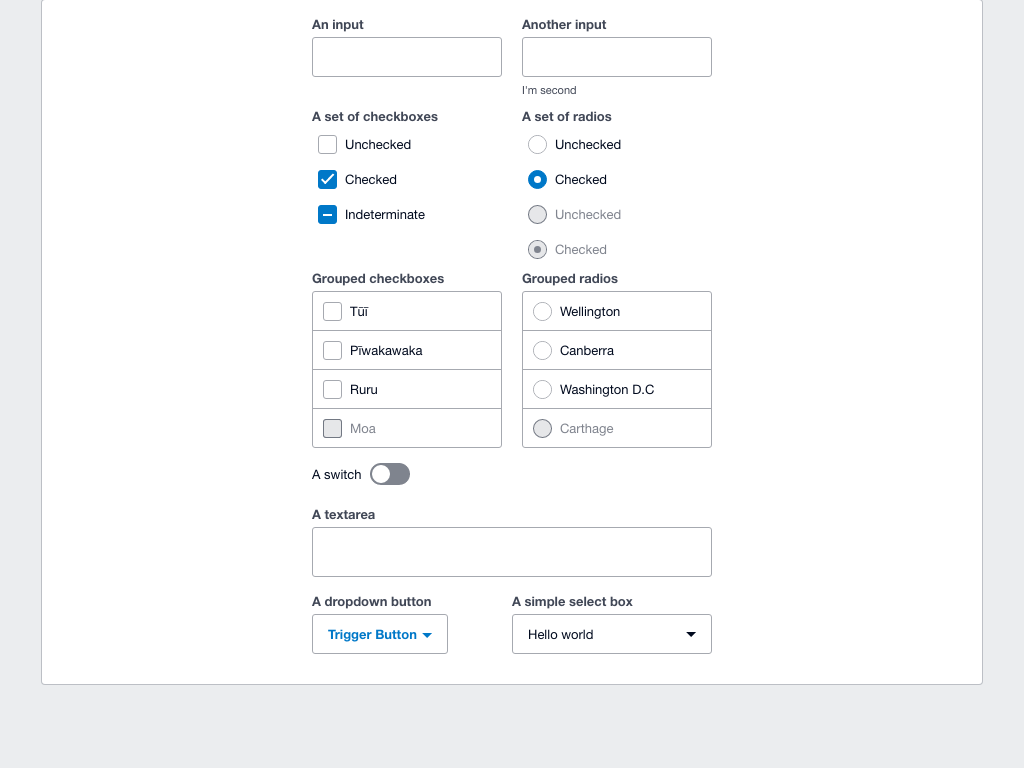 An input
Another input
I'm second
A set of checkboxes
A set of radios
Unchecked
Unchecked
Checked
Checked
Indeterminate
Unchecked
Checked
Grouped checkboxes
Grouped radios
Tūī
Wellington
Pīwakawaka
Canberra
Ruru
Washington D.C
Moa
Carthage
A switch
A textarea
A dropdown button
A simple select box
Trigger Button
Hello world